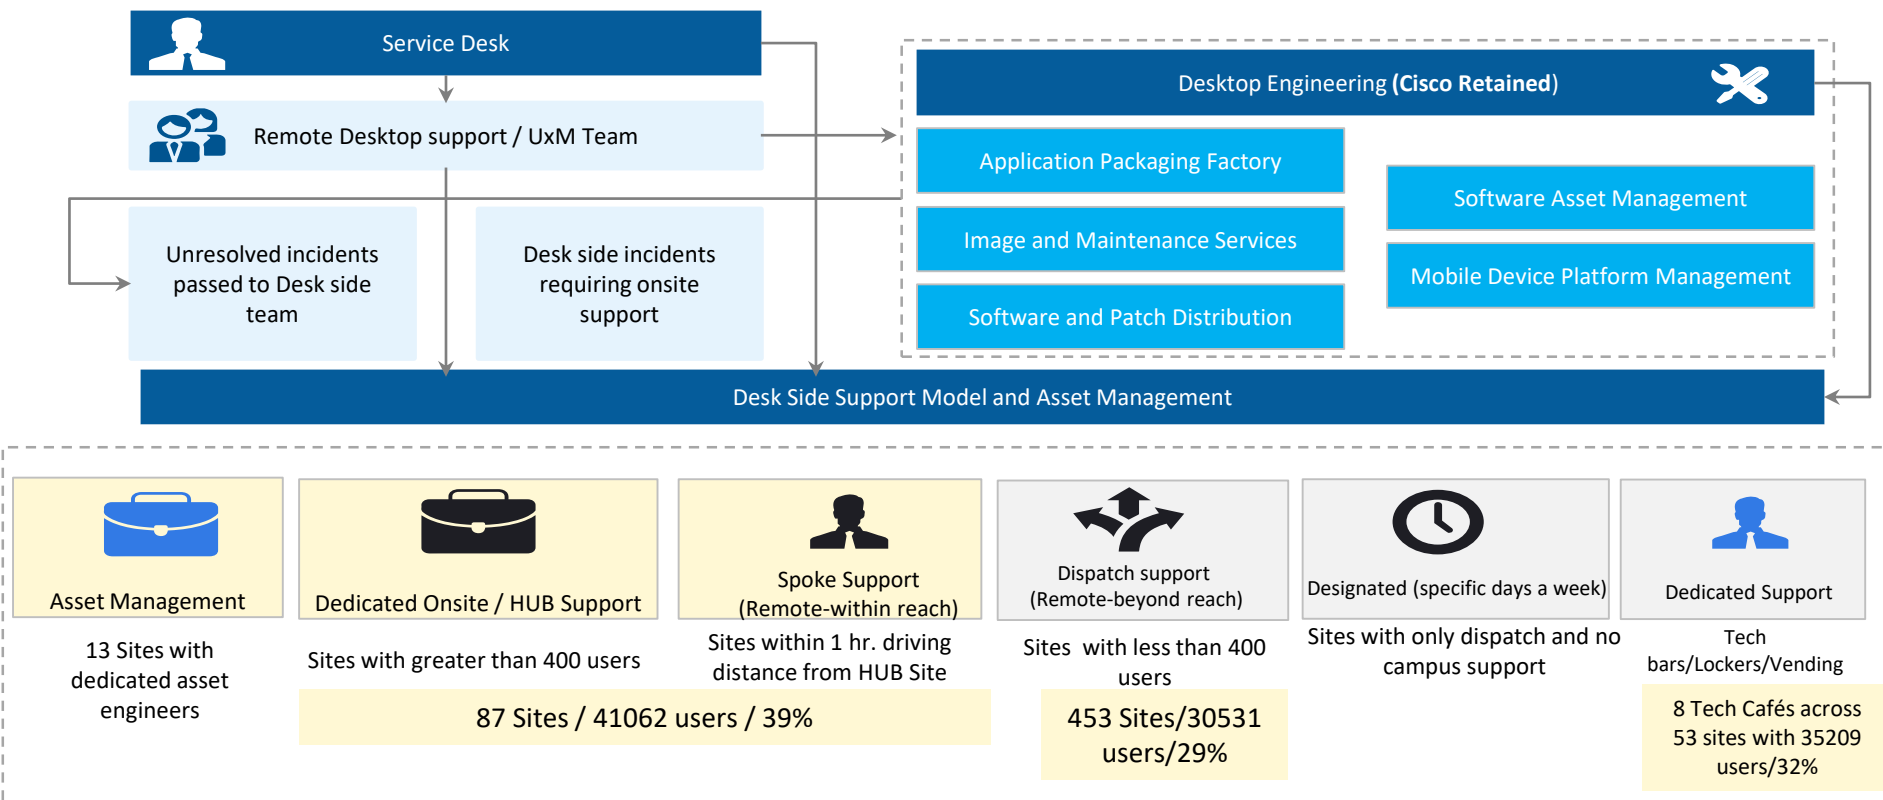 Service Desk
Remote Desktop support / UxM Team
Unresolved incidents
passed to Desk side
team
Desk side incidents
requiring onsite
support
Desktop Engineering (Cisco Retained)
Application Packaging Factory
Image and Maintenance Services
Software and Patch Distribution
Software Asset Management
Mobile Device Platform Management
Desk Side Support Model and Asset Management
Asset Management
13 Sites with
dedicated asset
engineers
Dedicated Onsite / HUB Support
Sites with greater than 400 users
Spoke Support
(Remote-within reach)
Sites within 1 hr. driving
distance from HUB Site
87 Sites / 41062 users / 39%
Dispatch support
(Remote-beyond reach)
Sites with less than 400
users
453 Sites/30531
users/29%
Designated (specific days a week)
Sites with only dispatch and no
campus support
Dedicated Support
Tech
bars/Lockers/Vending
8 Tech Cafés across
53 sites with 35209
users/32%